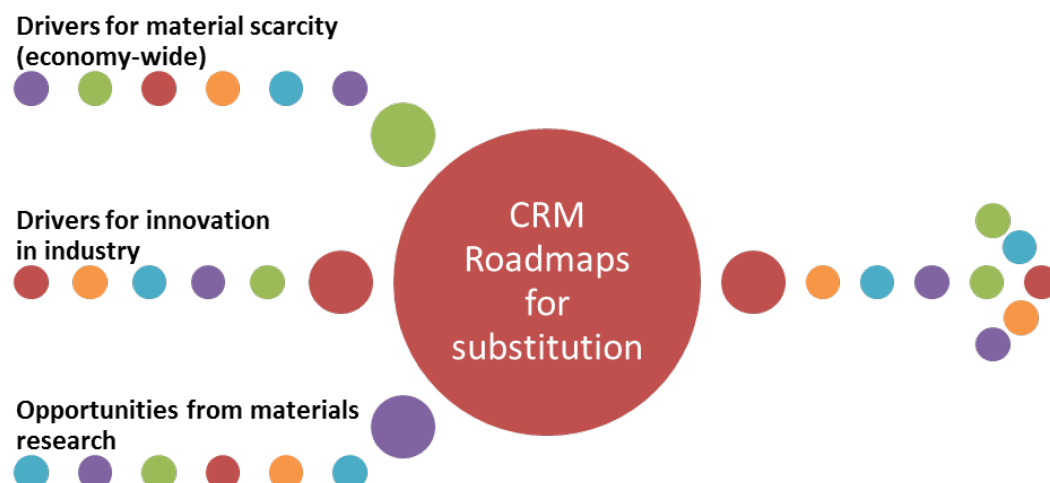 Drivers for material scarcity
(economy-wide)
Drivers for innovation
in industry
Opportunities from materials
research
CRM
Roadmaps
for
substitution